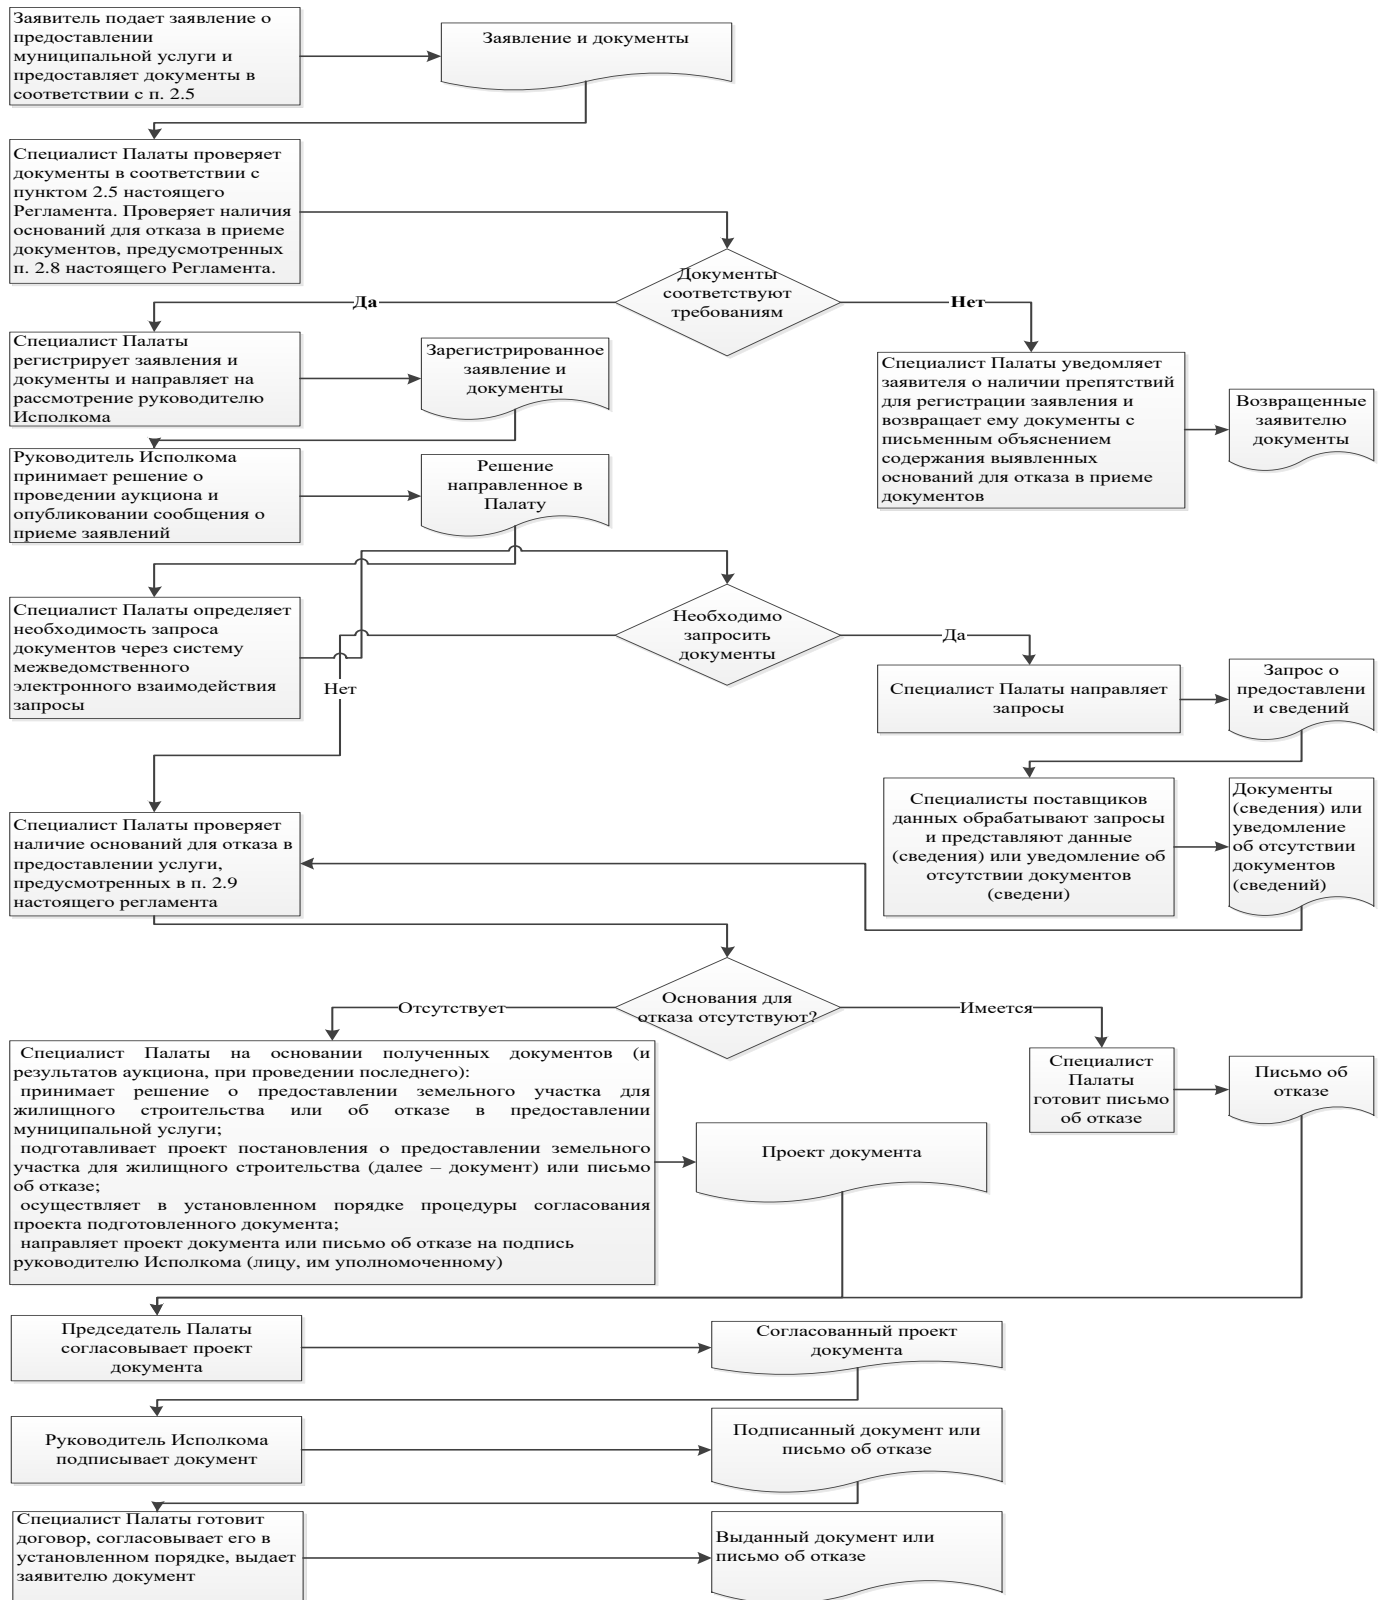 Заявитель подает заявление о
предоставлении
муниципальной услуги и
предоставляет документы в
соответствии с п. 2.5
Заявление и документы
Специалист Палаты проверяет
документы в соответствии с
пунктом 2.5 настоящего
Регламента. Проверяет наличия
оснований для отказа в приеме
документов, предусмотренных
п. 2.8 настоящего Регламента.
Документы
соответствуют
требованиям
Да
Нет
Специалист Палаты
регистрирует заявления и
документы и направляет на
рассмотрение руководителю
Исполкома
Зарегистрированное
заявление и
документы
Специалист Палаты уведомляет
заявителя о наличии препятствий
для регистрации заявления и
возвращает ему документы с
письменным объяснением
содержания выявленных
оснований для отказа в приеме
документов
Возвращенные
заявителю
документы
Руководитель Исполкома
принимает решение о
проведении аукциона и
опубликовании сообщения о
приеме заявлений
Решение
направленное в
Палату
Специалист Палаты определяет
необходимость запроса
документов через систему
межведомственного
электронного взаимодействия
запросы
Необходимо
запросить
документы
Да
Нет
Специалист Палаты направляет
запросы
Запрос о
предоставлени
и сведений
Специалисты поставщиков
данных обрабатывают запросы
и представляют данные
(сведения) или уведомление об
отсутствии документов
(сведени)
Документы
(сведения) или
уведомление
об отсутствии
документов
(сведений)
Специалист Палаты проверяет
наличие оснований для отказа в
предоставлении услуги,
предусмотренных в п. 2.9
настоящего регламента
Основания для
отказа отсутствуют?
Отсутствует
Имеется
Специалист Палаты на основании полученных документов (и
результатов аукциона, при проведении последнего):
принимает решение о предоставлении земельного участка для
жилищного строительства или об отказе в предоставлении
муниципальной услуги;
подготавливает проект постановления о предоставлении земельного
участка для жилищного строительства (далее – документ) или письмо
об отказе;
осуществляет в установленном порядке процедуры согласования
проекта подготовленного документа;
направляет проект документа или письмо об отказе на подпись
руководителю Исполкома (лицу, им уполномоченному)
Проект документа
Специалист
Палаты
готовит письмо
об отказе
Письмо об
отказе
Председатель Палаты
согласовывает проект
документа
Согласованный проект
документа
Руководитель Исполкома
подписывает документ
Подписанный документ или
письмо об отказе
Специалист Палаты готовит
договор, согласовывает его в
установленном порядке, выдает
заявителю документ
Выданный документ или
письмо об отказе